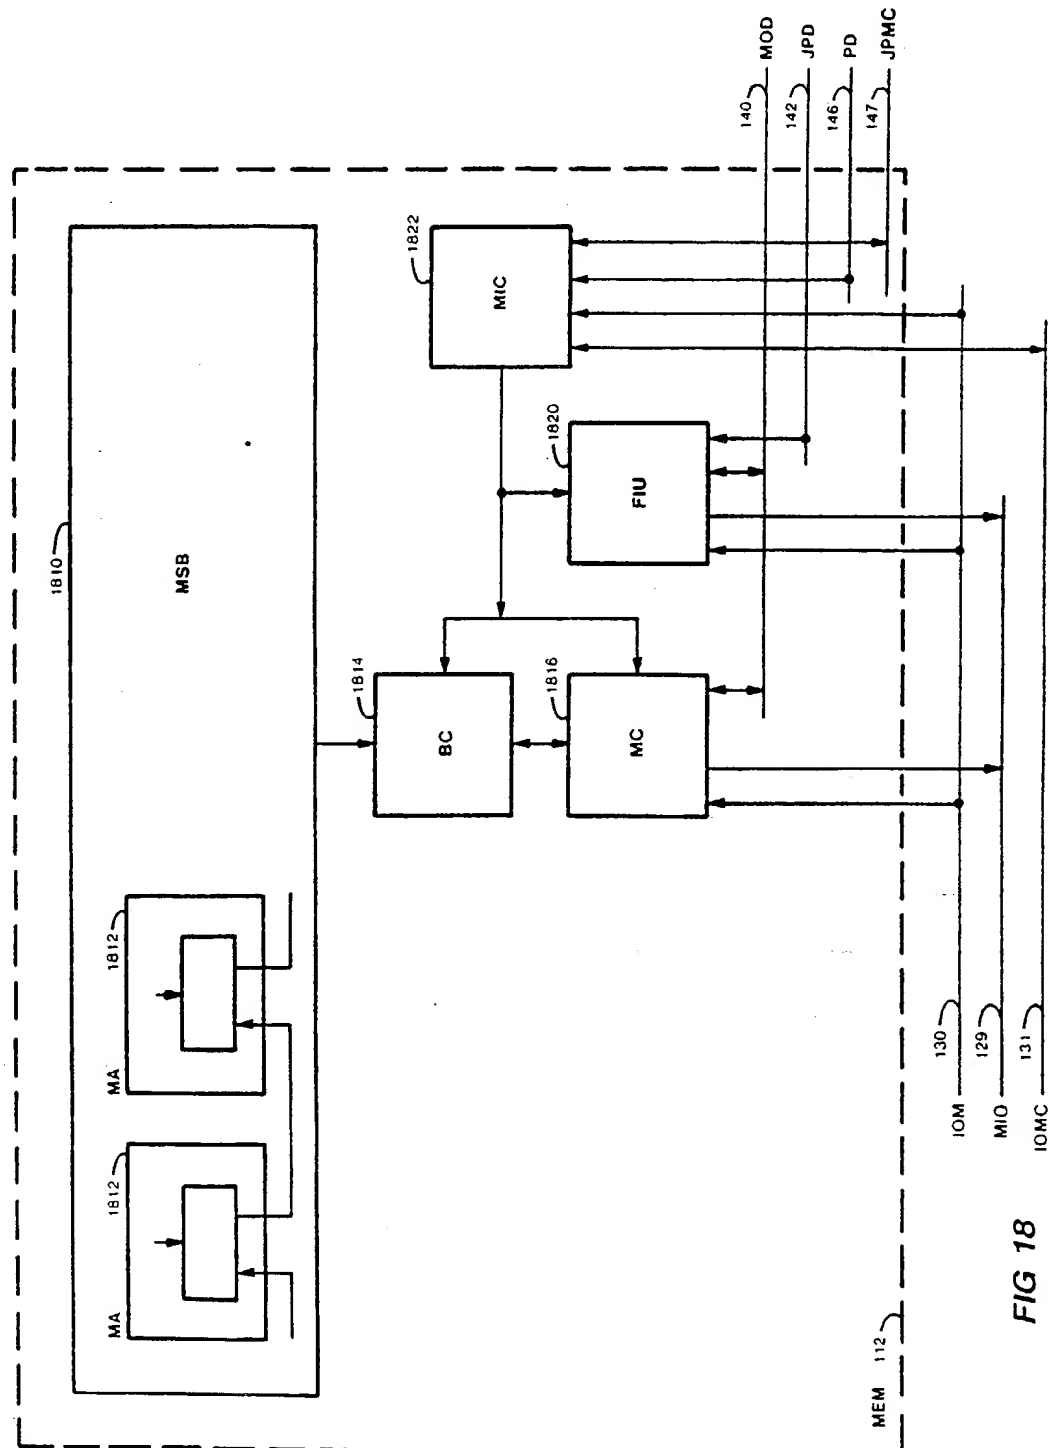 1810
MSB
MA
1812
MA
1812
1814
BC
1816
MC
1820
FIU
1822
MIC
140
MOD
142
JPD
146
PD
147
JPMC
IOM
130
MIO
129
IOMC
131
MEM 112
FIG 18